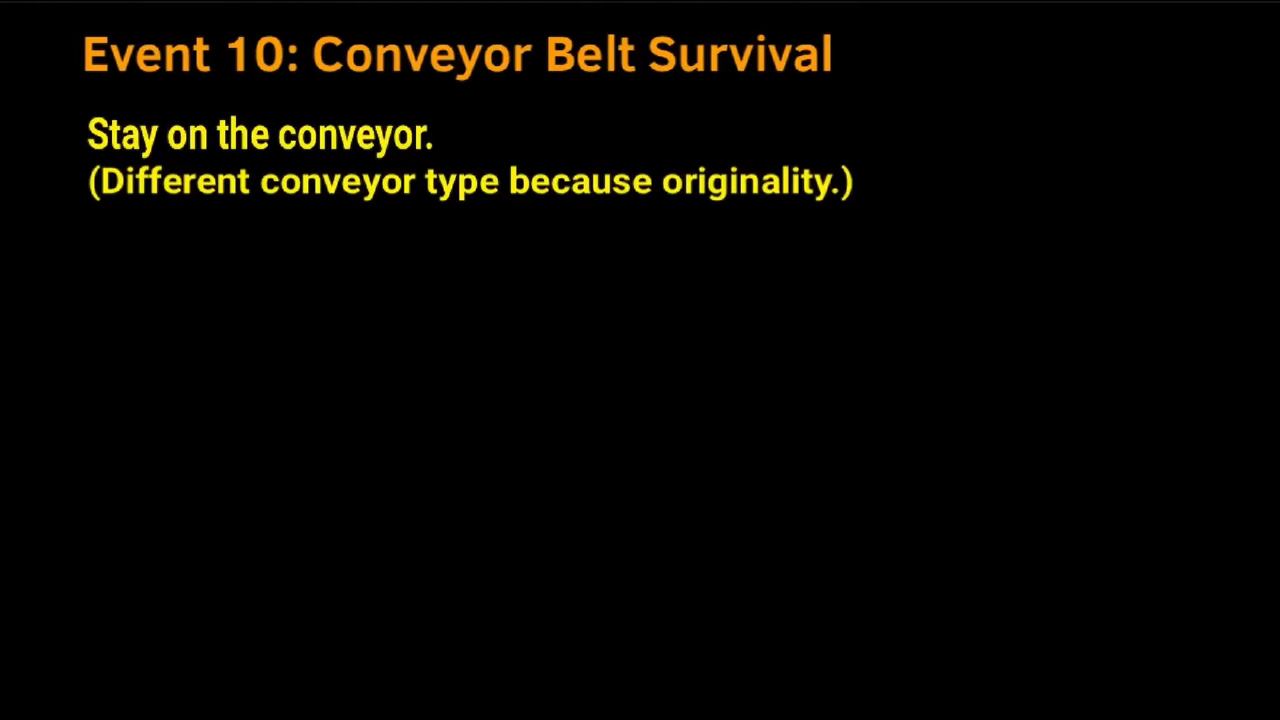 Event 10: Conveyor Belt Survival
Stay on the conveyor.
(Different conveyor type because originality.)